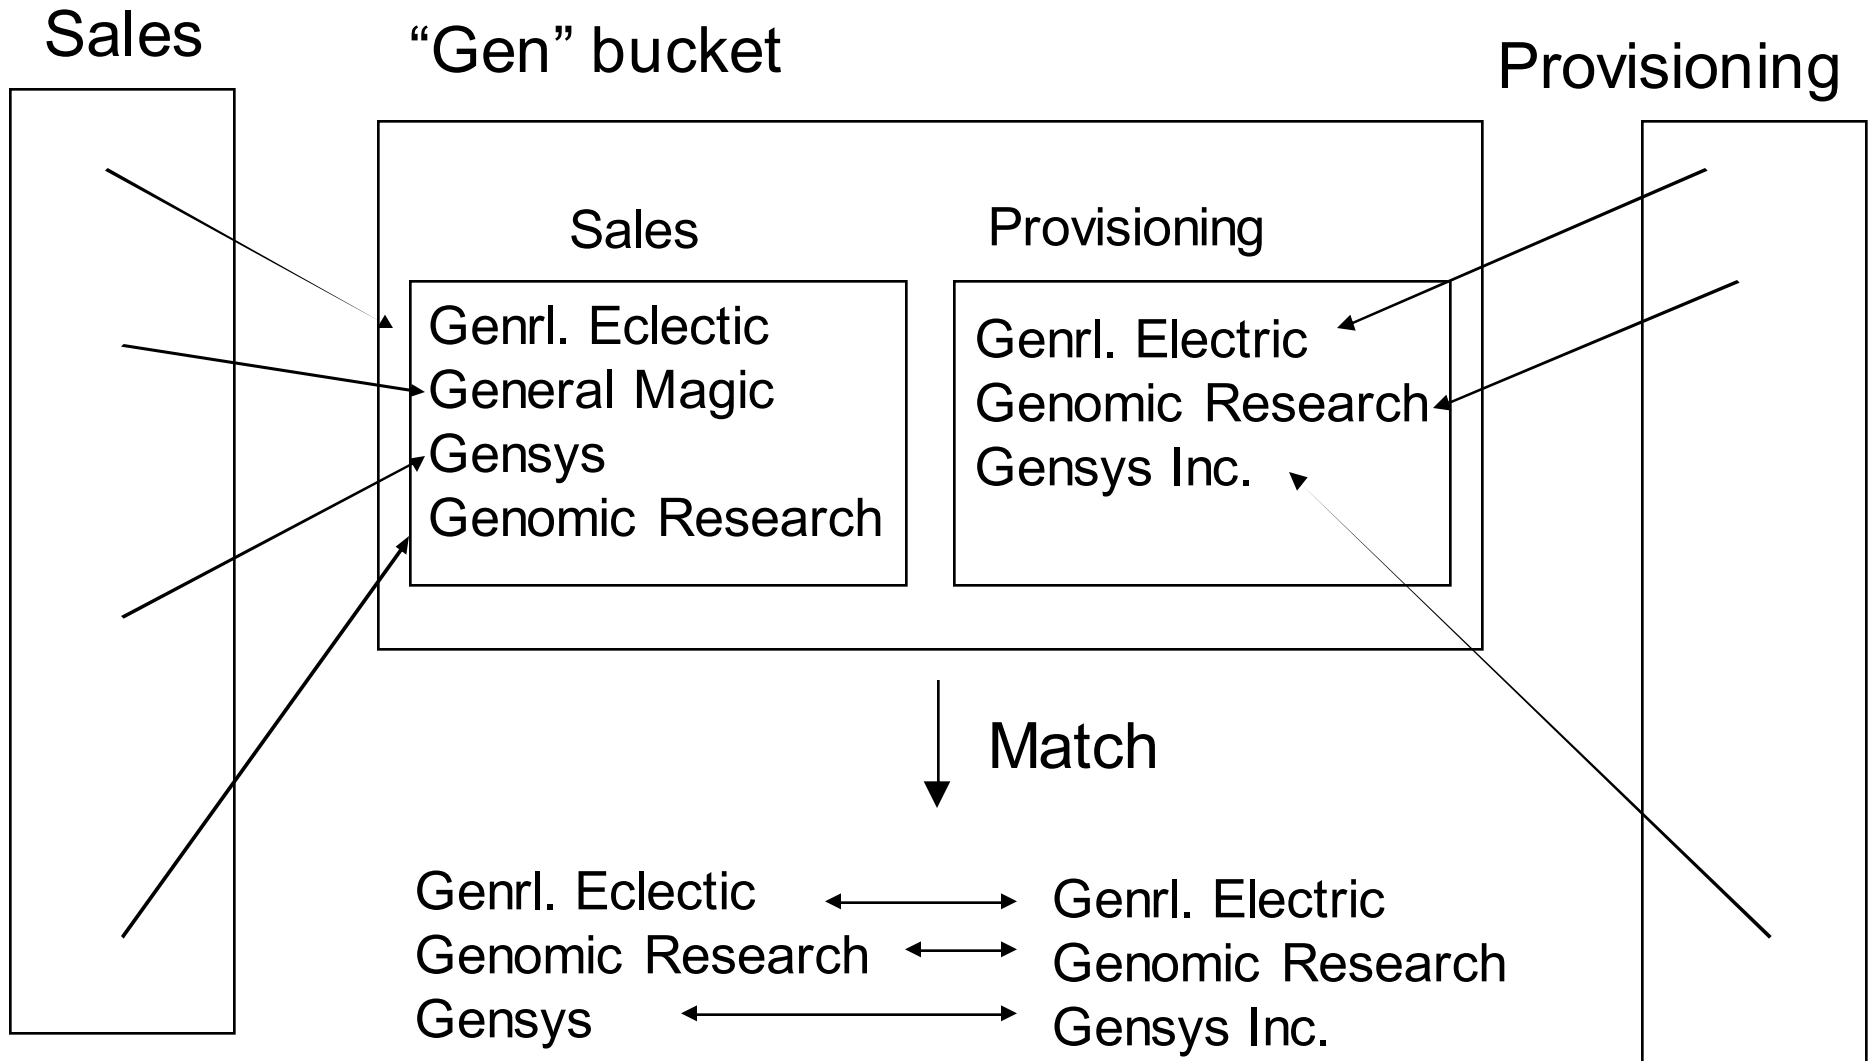 Sales
“Gen” bucket
Provisioning
Sales
Provisioning
Genrl. Eclectic
General Magic
Gensys
Genomic Research
Genrl. Electric
Genomic Research
Gensys Inc.
Match
Genrl. Eclectic
Genomic Research
Gensys
Genrl. Electric
Genomic Research
Gensys Inc.